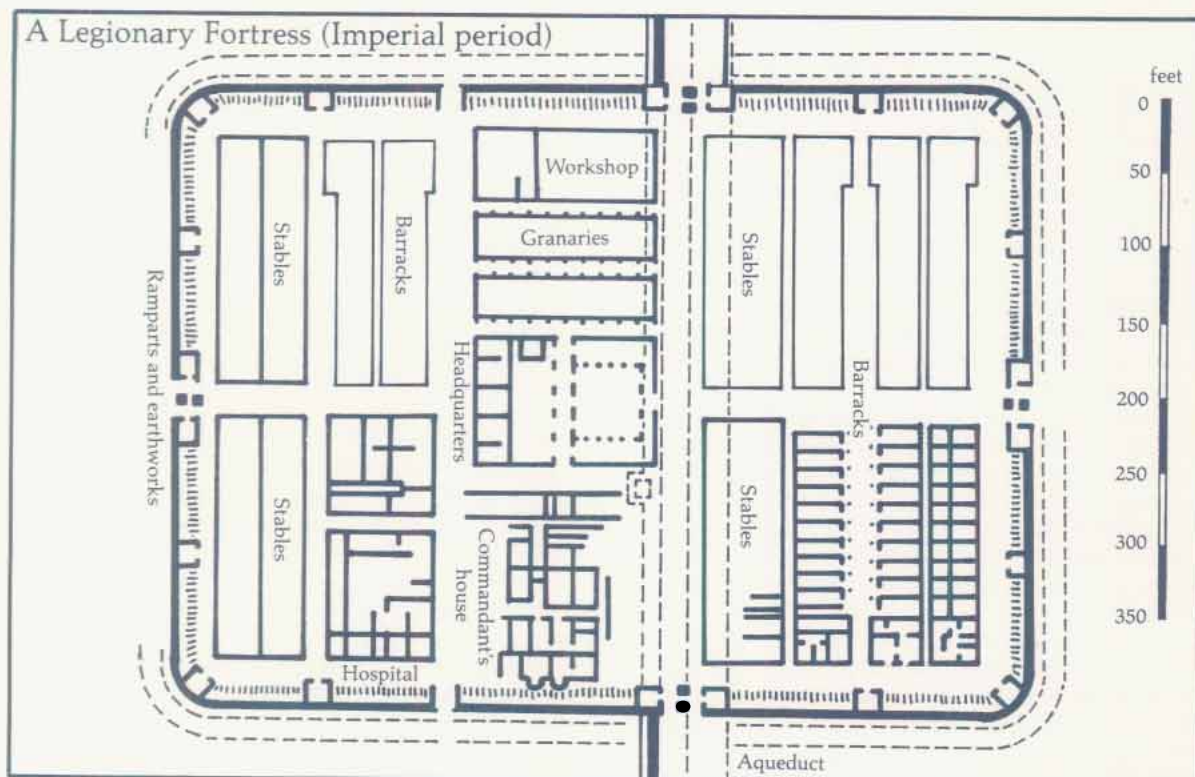 A Legionary Fortress (Imperial period)
feet
0
50
100
150
200
250
300
350
Workshop
Granaries
Stables
Barracks
Stables
Ramparts and earthworks
Headquarters
Barracks
Stables
Commandant's
house
Stables
Hospital
Aqueduct